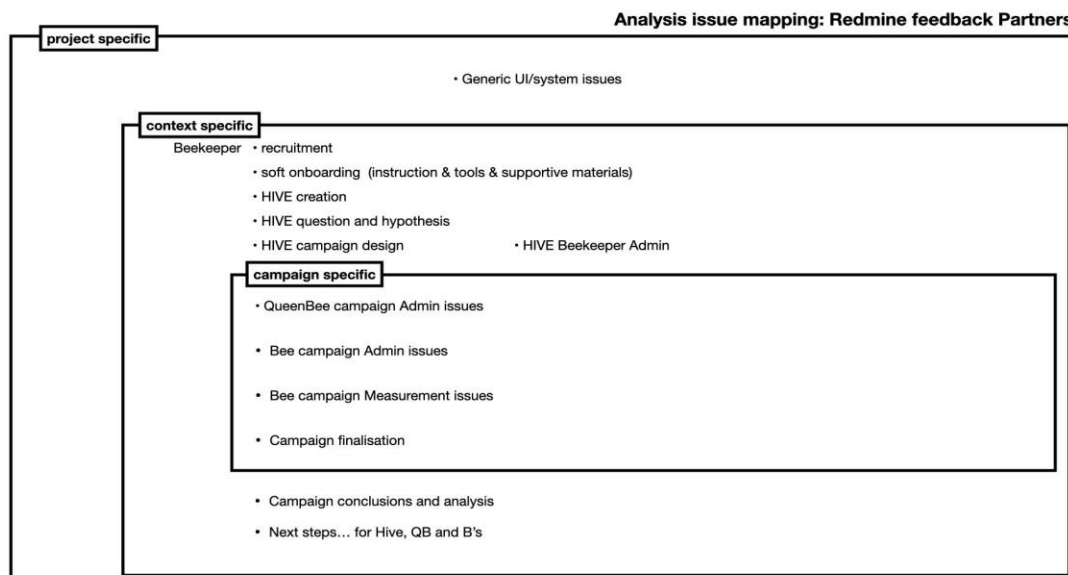 Analysis issue mapping: Redmine feedback Partners
project specific
• Generic UI/system issues
context specific
Beekeeper • recruitment
• soft onboarding (instruction & tools & supportive materials)
• HIVE creation
• HIVE question and hypothesis
• HIVE campaign design • HIVE Beekeeper Admin
campaign specific
• QueenBee campaign Admin issues
• Bee campaign Admin issues
• Bee campaign Measurement issues
• Campaign finalisation
• Campaign conclusions and analysis
• Next steps… for Hive, QB and B's